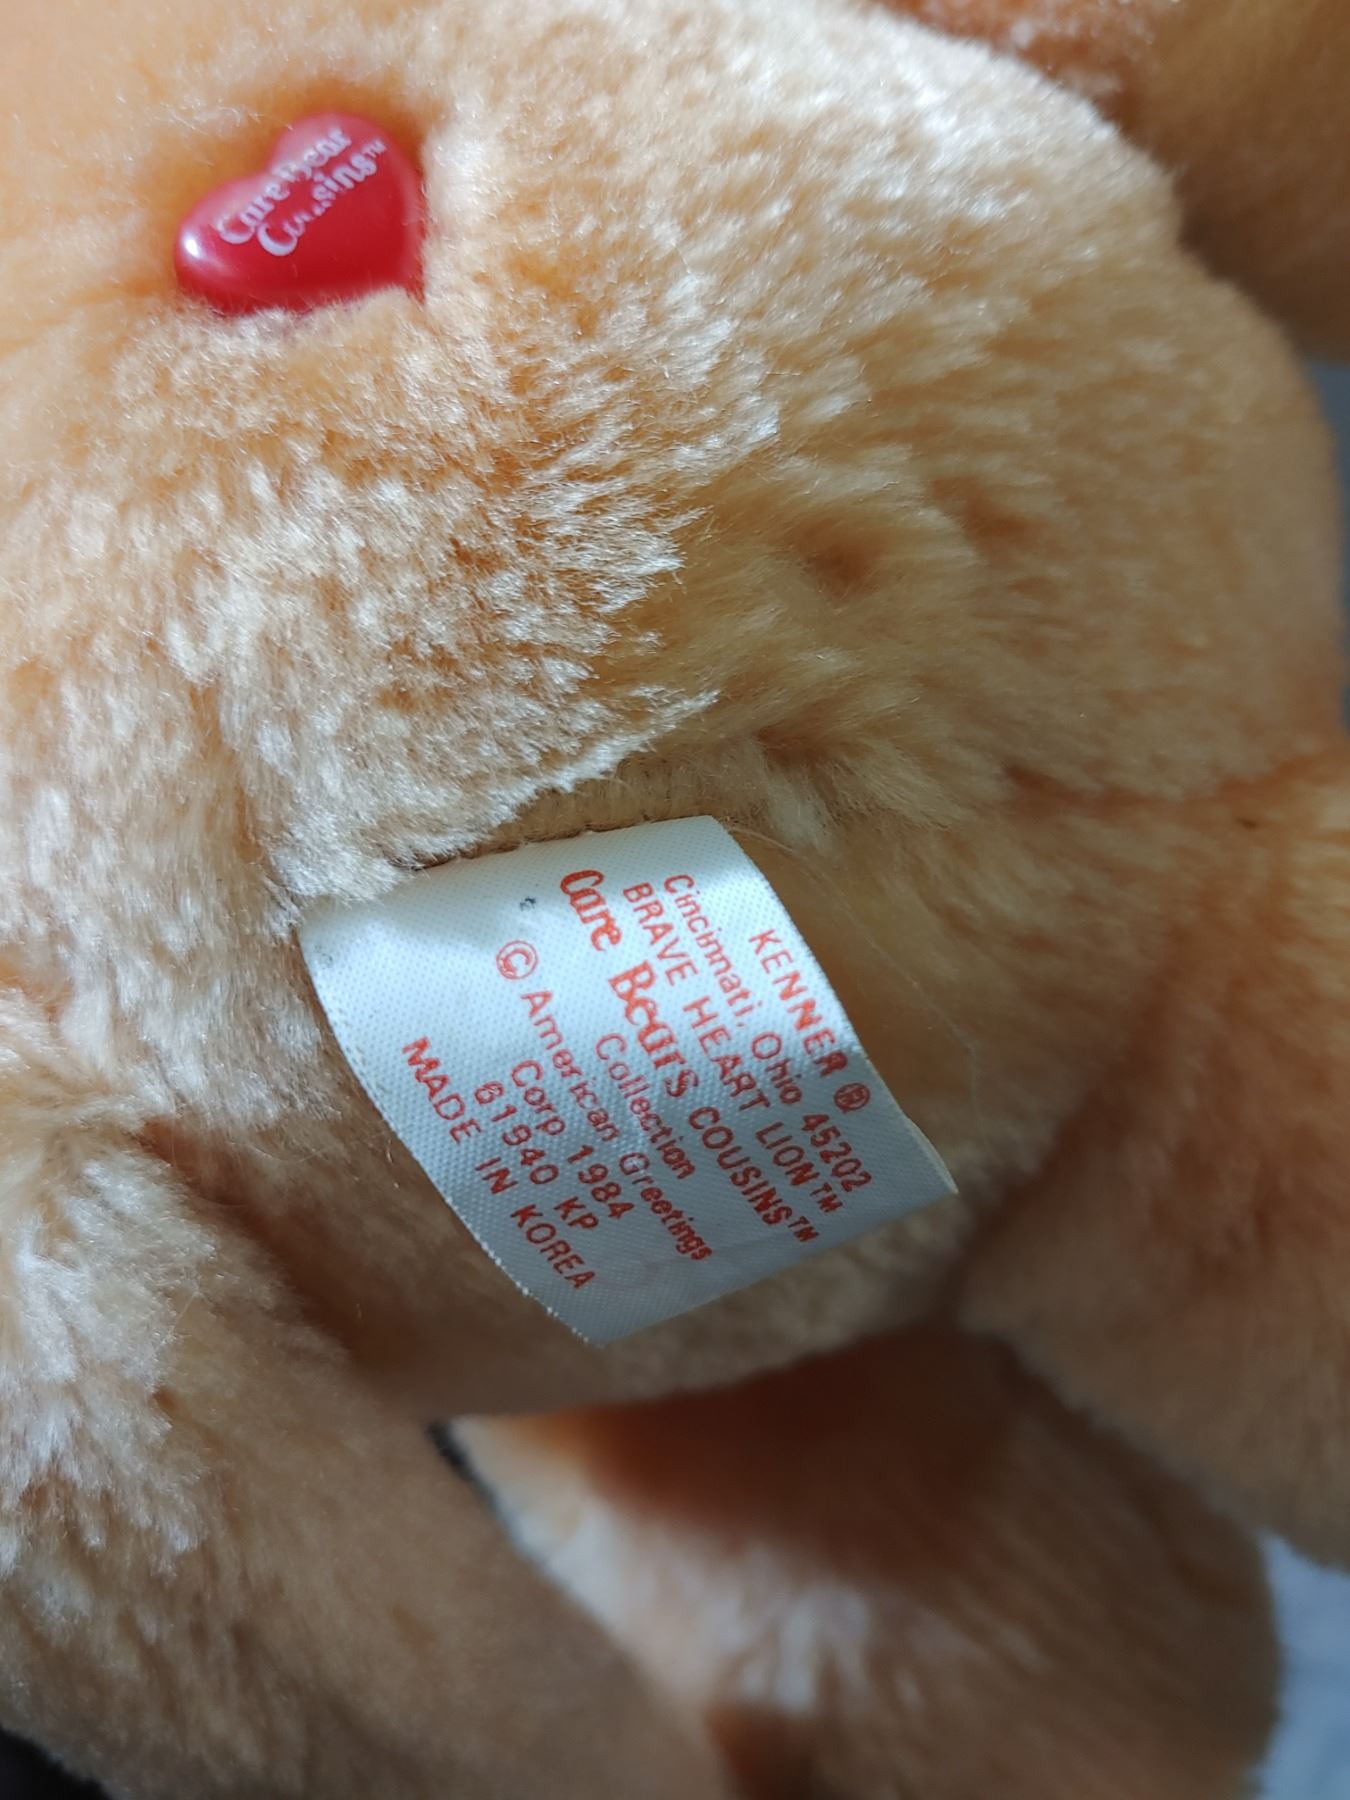 Care Bear
Cousins™
KENNER ®
Cincinnati, Ohio 45202
BRAVE HEART LION™
Care Bears COUSINS™
Collection
© American Greetings
Corp 1984
61940 KP
MADE IN KOREA